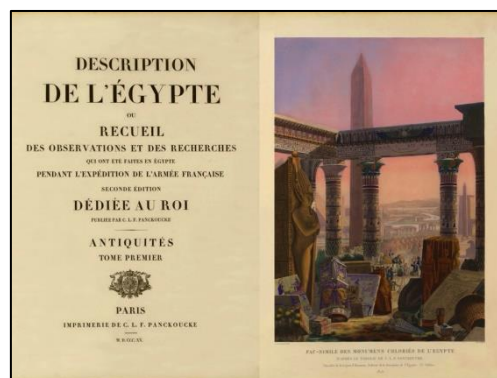 DESCRIPTION
DE L'ÉGYPTE
OU
RECUEIL
DES OBSERVATIONS ET DES RECHERCHES
QUI ONT ÉTÉ FAITES EN ÉGYPTE
PENDANT L'EXPÉDITION DE L'ARMÉE FRANÇAISE
SECONDE ÉDITION
DÉDIÉE AU ROI
PUBLIÉE PAR C. L. F. PANCKOUCKE
ANTIQUITÉS
TOME PREMIER
PARIS
IMPRIMERIE DE C. L. F. PANCKOUCKE
FAC-SIMILE DES MONUMENS COLORIÉS DE L'EGYPTE